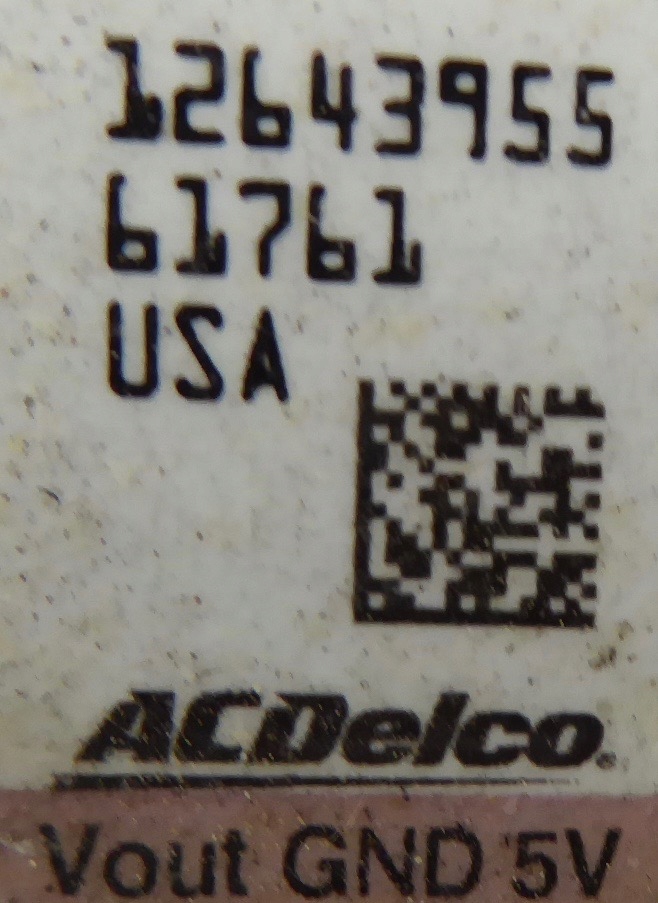 12643955
61761
USA
ACDelco®
Vout GND 5V